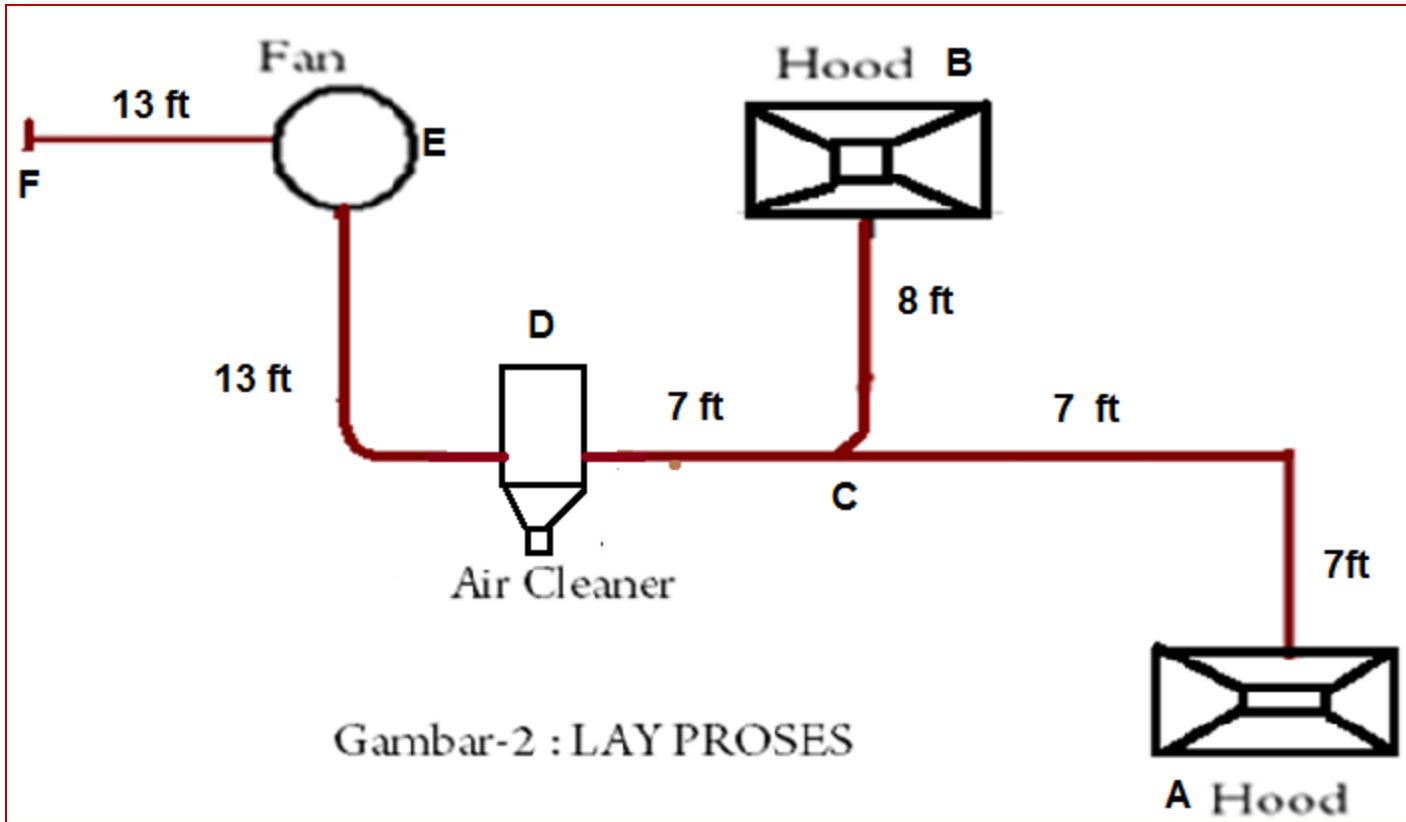 Fan
Hood B
13 ft
E
F
8 ft
D
13 ft
7 ft
7 ft
C
7ft
Air Cleaner
Gambar-2 : LAY PROSES
A Hood